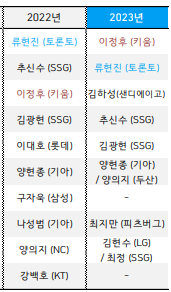 2022년 2023년
류현진 (토론토) 이정후 (키움)
추신수 (SSG) 류현진 (토론토)
이정후 (키움) 김하성(샌디에이고)
김광현 (SSG) 추신수 (SSG)
이대호 (롯데) 김광현 (SSG)
양현종 (기아) 양현종 (기아)
/ 양의지 (두산)
구자욱 (삼성) -
나성범 (기아) 최지만 (피츠버그)
양의지 (NC) 김현수 (LG)
/ 최정 (SSG)
강백호 (KT) -